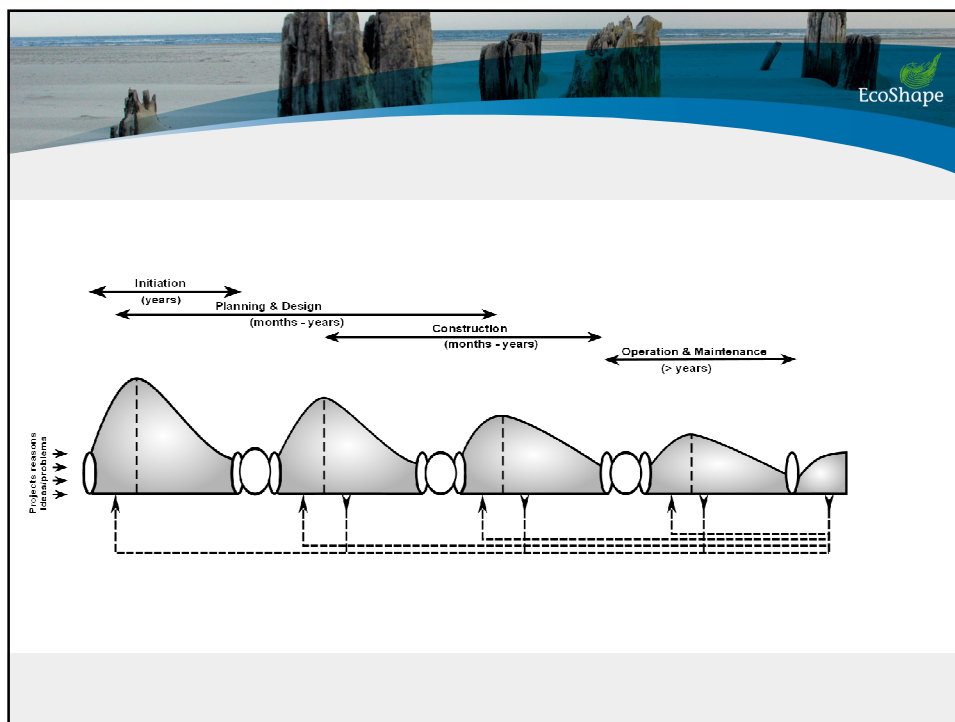 EcoShape
Initiation
(years)
Planning & Design
(months - years)
Construction
(months - years)
Operation & Maintenance
(> years)
Projects reasons
Ideas/problems